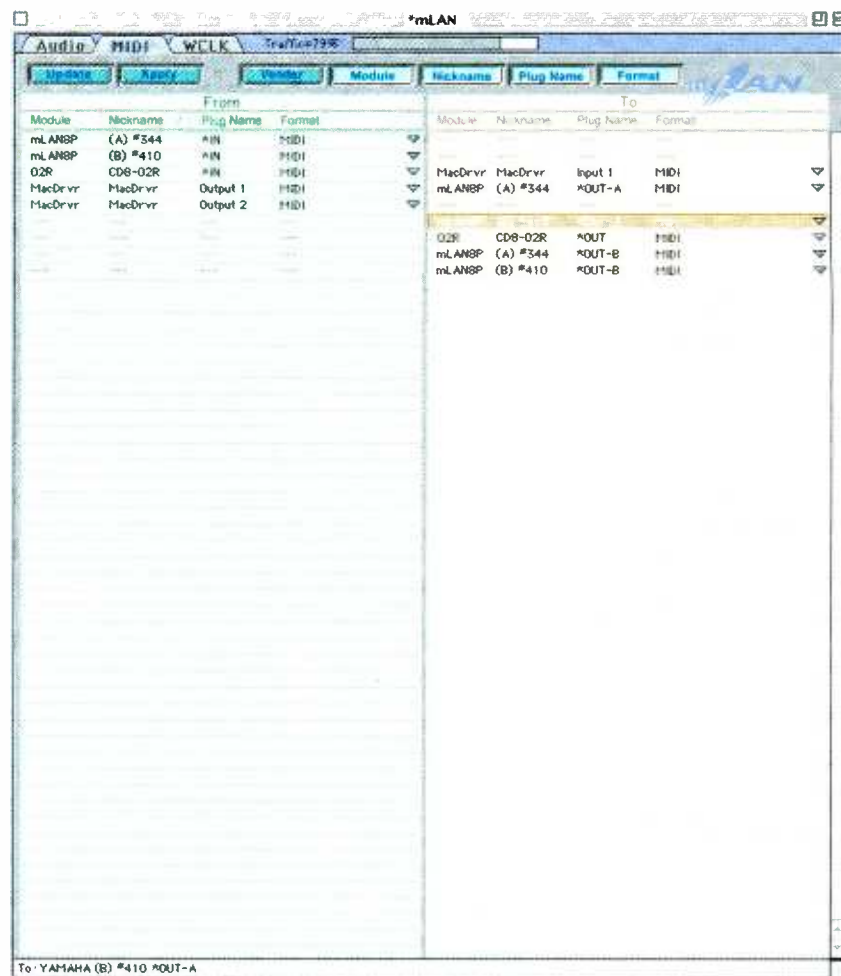 *mLAN
Audio MIDI WCLK Traffic=79%
Update Apply Vendor Module Nickname Plug Name Format
mLAN
From To
Module Nickname Plug Name Format Module Nickname Plug Name Format
mLAN8P (A) #344 *IN MIDI
mLAN8P (B) #410 *IN MIDI
02R CD8-02R *IN MIDI MacDrvr MacDrvr Input 1 MIDI
MacDrvr MacDrvr Output 1 MIDI mLAN8P (A) #344 *OUT-A MIDI
MacDrvr MacDrvr Output 2 MIDI
02R CD8-02R *OUT MIDI
mLAN8P (A) #344 *OUT-B MIDI
mLAN8P (B) #410 *OUT-B MIDI
To: YAMAHA (B) #410 *OUT-A